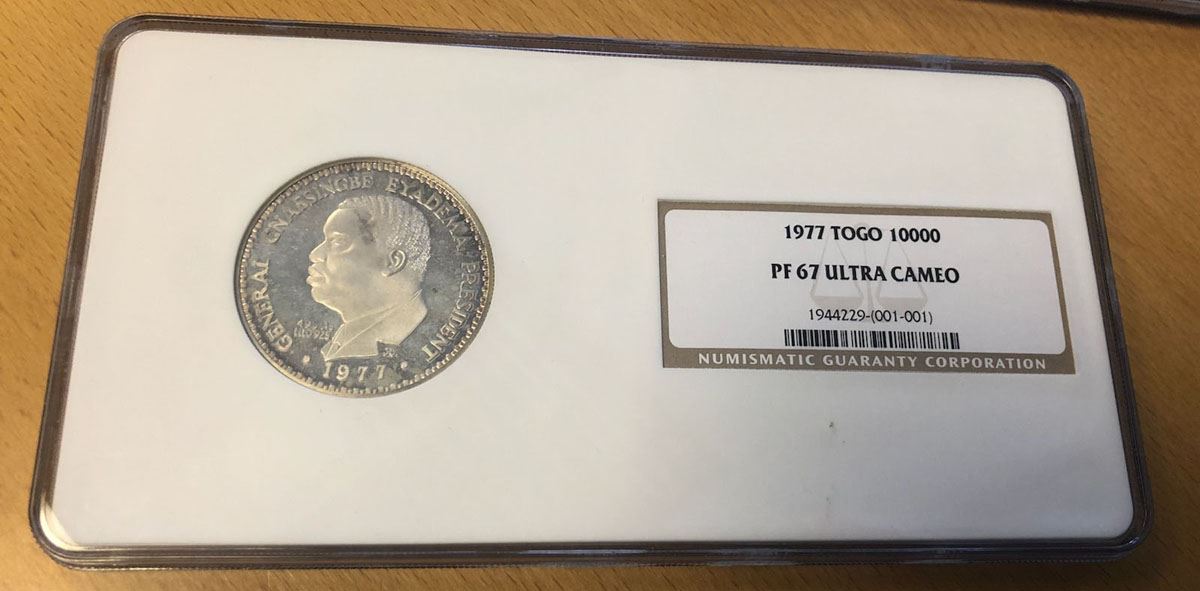 GENERAL GNASSINGBE EYADEMA PRESIDENT
1977
1977 TOGO 10000
PF 67 ULTRA CAMEO
1944229-(001-001)
NUMISMATIC GUARANTY CORPORATION